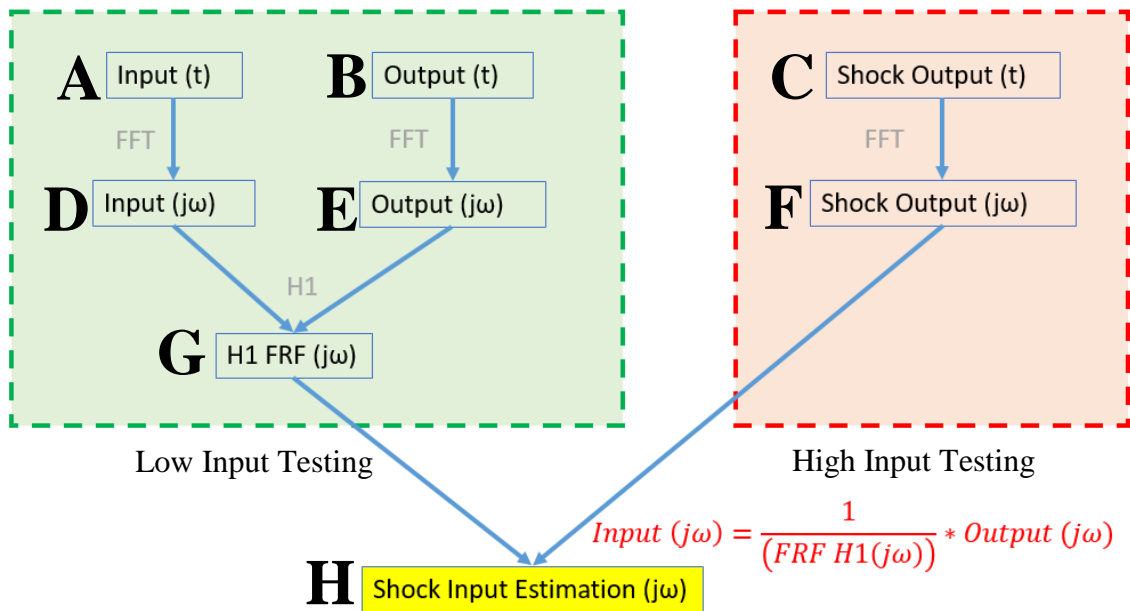 A Input (t)
B Output (t)
C Shock Output (t)
FFT
FFT
FFT
D Input (jω)
E Output (jω)
F Shock Output (jω)
H1
G H1 FRF (jω)
Low Input Testing
High Input Testing
Input (jω) = 1 / (FRF H1(jω)) * Output (jω)
H Shock Input Estimation (jω)